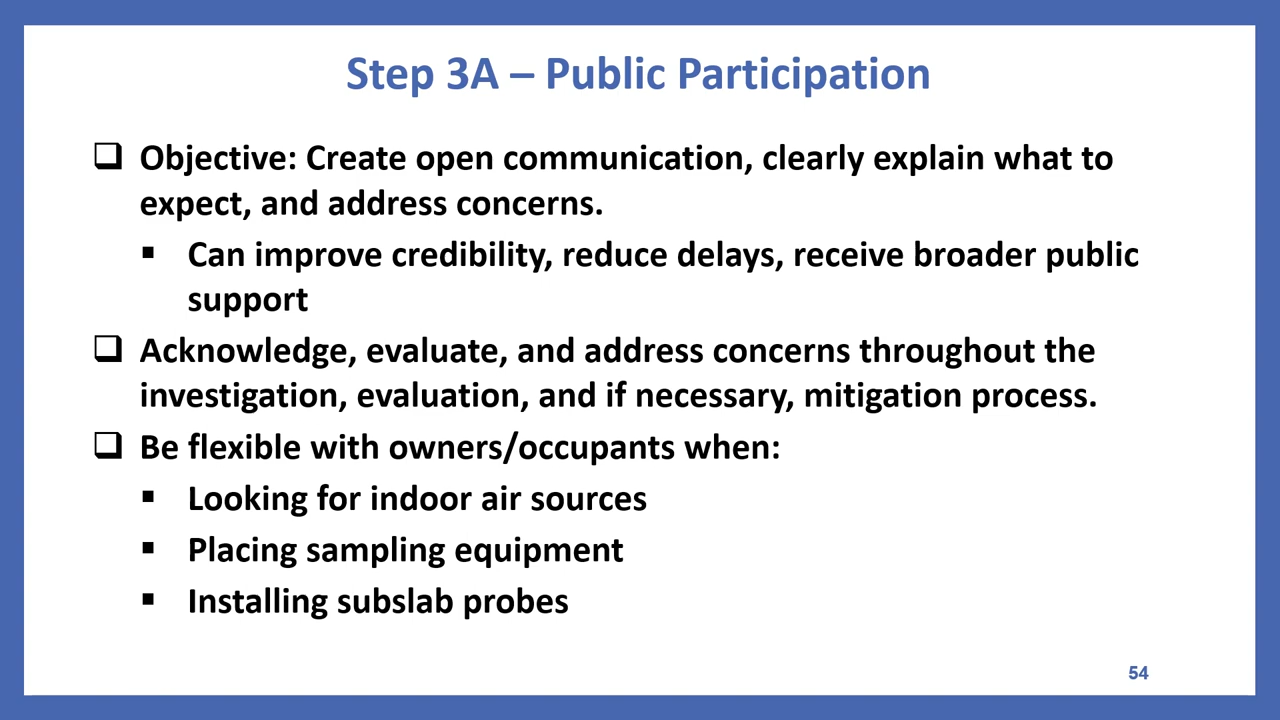 Step 3A – Public Participation
❑ Objective: Create open communication, clearly explain what to
expect, and address concerns.
▪ Can improve credibility, reduce delays, receive broader public
support
❑ Acknowledge, evaluate, and address concerns throughout the
investigation, evaluation, and if necessary, mitigation process.
❑ Be flexible with owners/occupants when:
▪ Looking for indoor air sources
▪ Placing sampling equipment
▪ Installing subslab probes
54